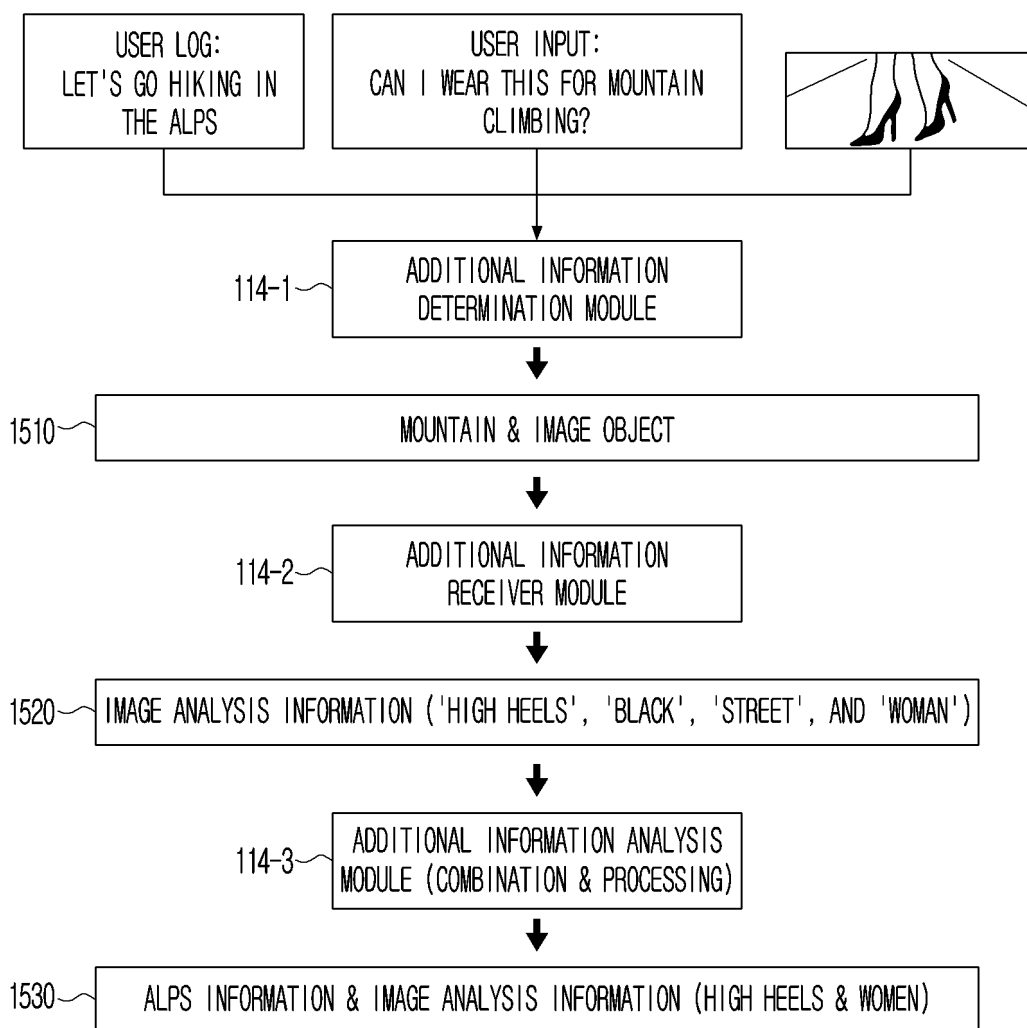 USER LOG:
LET'S GO HIKING IN
THE ALPS
USER INPUT:
CAN I WEAR THIS FOR MOUNTAIN
CLIMBING?
114-1
ADDITIONAL INFORMATION
DETERMINATION MODULE
1510
MOUNTAIN & IMAGE OBJECT
114-2
ADDITIONAL INFORMATION
RECEIVER MODULE
1520
IMAGE ANALYSIS INFORMATION ('HIGH HEELS', 'BLACK', 'STREET', AND 'WOMAN')
114-3
ADDITIONAL INFORMATION ANALYSIS
MODULE (COMBINATION & PROCESSING)
1530
ALPS INFORMATION & IMAGE ANALYSIS INFORMATION (HIGH HEELS & WOMEN)